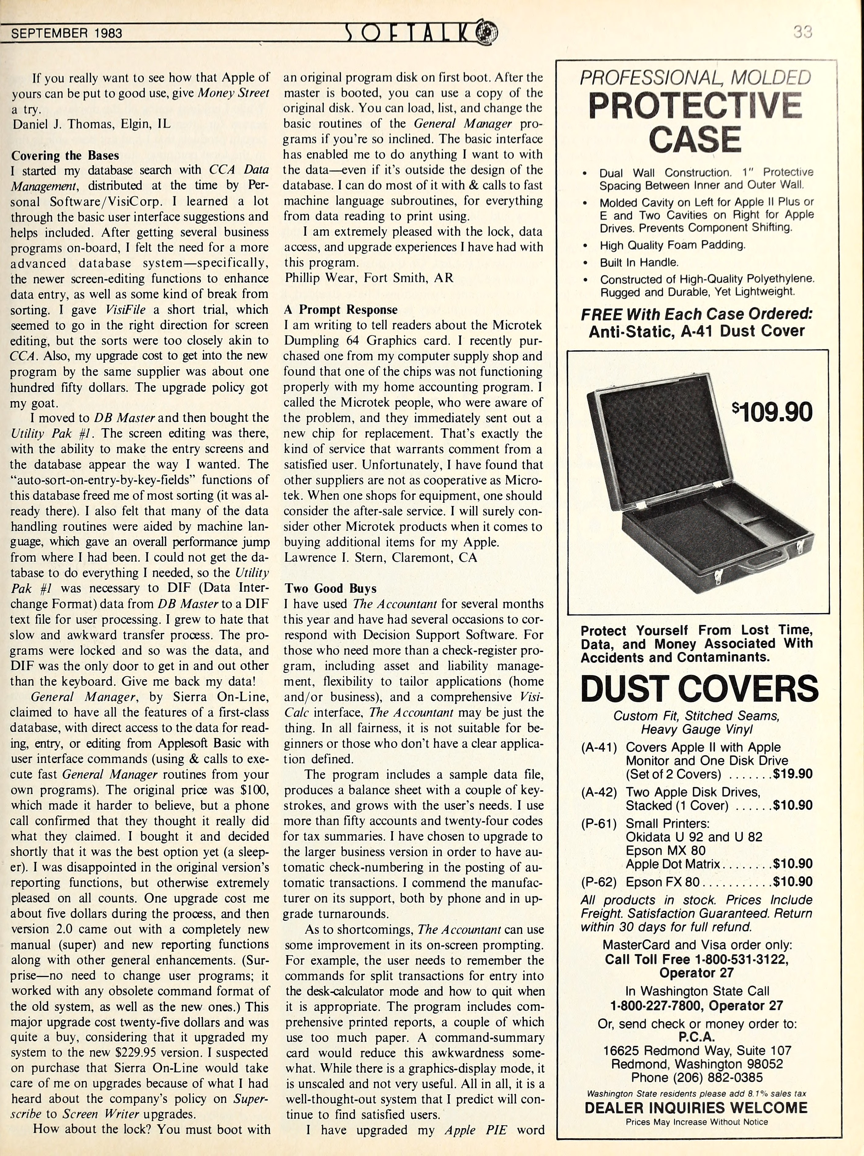 SEPTEMBER 1983
SOFTALK
33
If you really want to see how that Apple of
yours can be put to good use, give Money Street
a try.
Daniel J. Thomas, Elgin, IL
Covering the Bases
I started my database search with CCA Data
Management, distributed at the time by Per-
sonal Software/VisiCorp. I learned a lot
through the basic user interface suggestions and
helps included. After getting several business
programs on-board, I felt the need for a more
advanced database system—specifically,
the newer screen-editing functions to enhance
data entry, as well as some kind of break from
sorting. I gave VisiFile a short trial, which
seemed to go in the right direction for screen
editing, but the sorts were too closely akin to
CCA. Also, my upgrade cost to get into the new
program by the same supplier was about one
hundred fifty dollars. The upgrade policy got
my goat.
I moved to DB Master and then bought the
Utility Pak #1. The screen editing was there,
with the ability to make the entry screens and
the database appear the way I wanted. The
“auto-sort-on-entry-by-key-fields” functions of
this database freed me of most sorting (it was al-
ready there). I also felt that many of the data
handling routines were aided by machine lan-
guage, which gave an overall performance jump
from where I had been. I could not get the da-
tabase to do everything I needed, so the Utility
Pak #1 was necessary to DIF (Data Inter-
change Format) data from DB Master to a DIF
text file for user processing. I grew to hate that
slow and awkward transfer process. The pro-
grams were locked and so was the data, and
DIF was the only door to get in and out other
than the keyboard. Give me back my data!
General Manager, by Sierra On-Line,
claimed to have all the features of a first-class
database, with direct access to the data for read-
ing, entry, or editing from Applesoft Basic with
user interface commands (using & calls to exe-
cute fast General Manager routines from your
own programs). The original price was $100,
which made it harder to believe, but a phone
call confirmed that they thought it really did
what they claimed. I bought it and decided
shortly that it was the best option yet (a sleep-
er). I was disappointed in the original version's
reporting functions, but otherwise extremely
pleased on all counts. One upgrade cost me
about five dollars during the process, and then
version 2.0 came out with a completely new
manual (super) and new reporting functions
along with other general enhancements. (Sur-
prise—no need to change user programs; it
worked with any obsolete command format of
the old system, as well as the new ones.) This
major upgrade cost twenty-five dollars and was
quite a buy, considering that it upgraded my
system to the new $229.95 version. I suspected
on purchase that Sierra On-Line would take
care of me on upgrades because of what I had
heard about the company's policy on Super-
scribe to Screen Writer upgrades.
How about the lock? You must boot with
an original program disk on first boot. After the
master is booted, you can use a copy of the
original disk. You can load, list, and change the
basic routines of the General Manager pro-
grams if you're so inclined. The basic interface
has enabled me to do anything I want to with
the data—even if it's outside the design of the
database. I can do most of it with & calls to fast
machine language subroutines, for everything
from data reading to print using.
I am extremely pleased with the lock, data
access, and upgrade experiences I have had with
this program.
Phillip Wear, Fort Smith, AR
A Prompt Response
I am writing to tell readers about the Microtek
Dumpling 64 Graphics card. I recently pur-
chased one from my computer supply shop and
found that one of the chips was not functioning
properly with my home accounting program. I
called the Microtek people, who were aware of
the problem, and they immediately sent out a
new chip for replacement. That's exactly the
kind of service that warrants comment from a
satisfied user. Unfortunately, I have found that
other suppliers are not as cooperative as Micro-
tek. When one shops for equipment, one should
consider the after-sale service. I will surely con-
sider other Microtek products when it comes to
buying additional items for my Apple.
Lawrence I. Stern, Claremont, CA
Two Good Buys
I have used The Accountant for several months
this year and have had several occasions to cor-
respond with Decision Support Software. For
those who need more than a check-register pro-
gram, including asset and liability manage-
ment, flexibility to tailor applications (home
and/or business), and a comprehensive Visi-
Calc interface, The Accountant may be just the
thing. In all fairness, it is not suitable for be-
ginners or those who don't have a clear applica-
tion defined.
The program includes a sample data file,
produces a balance sheet with a couple of key-
strokes, and grows with the user's needs. I use
more than fifty accounts and twenty-four codes
for tax summaries. I have chosen to upgrade to
the larger business version in order to have au-
tomatic check-numbering in the posting of au-
tomatic transactions. I commend the manufac-
turer on its support, both by phone and in up-
grade turnarounds.
As to shortcomings, The Accountant can use
some improvement in its on-screen prompting.
For example, the user needs to remember the
commands for split transactions for entry into
the desk-calculator mode and how to quit when
it is appropriate. The program includes com-
prehensive printed reports, a couple of which
use too much paper. A command-summary
card would reduce this awkwardness some-
what. While there is a graphics-display mode, it
is unscaled and not very useful. All in all, it is a
well-thought-out system that I predict will con-
tinue to find satisfied users.
I have upgraded my Apple PIE word
PROFESSIONAL, MOLDED
PROTECTIVE
CASE
• Dual Wall Construction. 1" Protective
Spacing Between Inner and Outer Wall.
• Molded Cavity on Left for Apple II Plus or
E and Two Cavities on Right for Apple
Drives. Prevents Component Shifting.
• High Quality Foam Padding.
• Built In Handle.
• Constructed of High-Quality Polyethylene.
Rugged and Durable, Yet Lightweight.
FREE With Each Case Ordered:
Anti-Static, A-41 Dust Cover
$109.90
Protect Yourself From Lost Time,
Data, and Money Associated With
Accidents and Contaminants.
DUST COVERS
Custom Fit, Stitched Seams,
Heavy Gauge Vinyl
(A-41) Covers Apple II with Apple
Monitor and One Disk Drive
(Set of 2 Covers) .......$19.90
(A-42) Two Apple Disk Drives,
Stacked (1 Cover) ......$10.90
(P-61) Small Printers:
Okidata U 92 and U 82
Epson MX 80
Apple Dot Matrix........$10.90
(P-62) Epson FX 80...........$10.90
All products in stock. Prices Include
Freight. Satisfaction Guaranteed. Return
within 30 days for full refund.
MasterCard and Visa order only:
Call Toll Free 1-800-531-3122,
Operator 27
In Washington State Call
1-800-227-7800, Operator 27
Or, send check or money order to:
P.C.A.
16625 Redmond Way, Suite 107
Redmond, Washington 98052
Phone (206) 882-0385
Washington State residents please add 8.1% sales tax
DEALER INQUIRIES WELCOME
Prices May Increase Without Notice